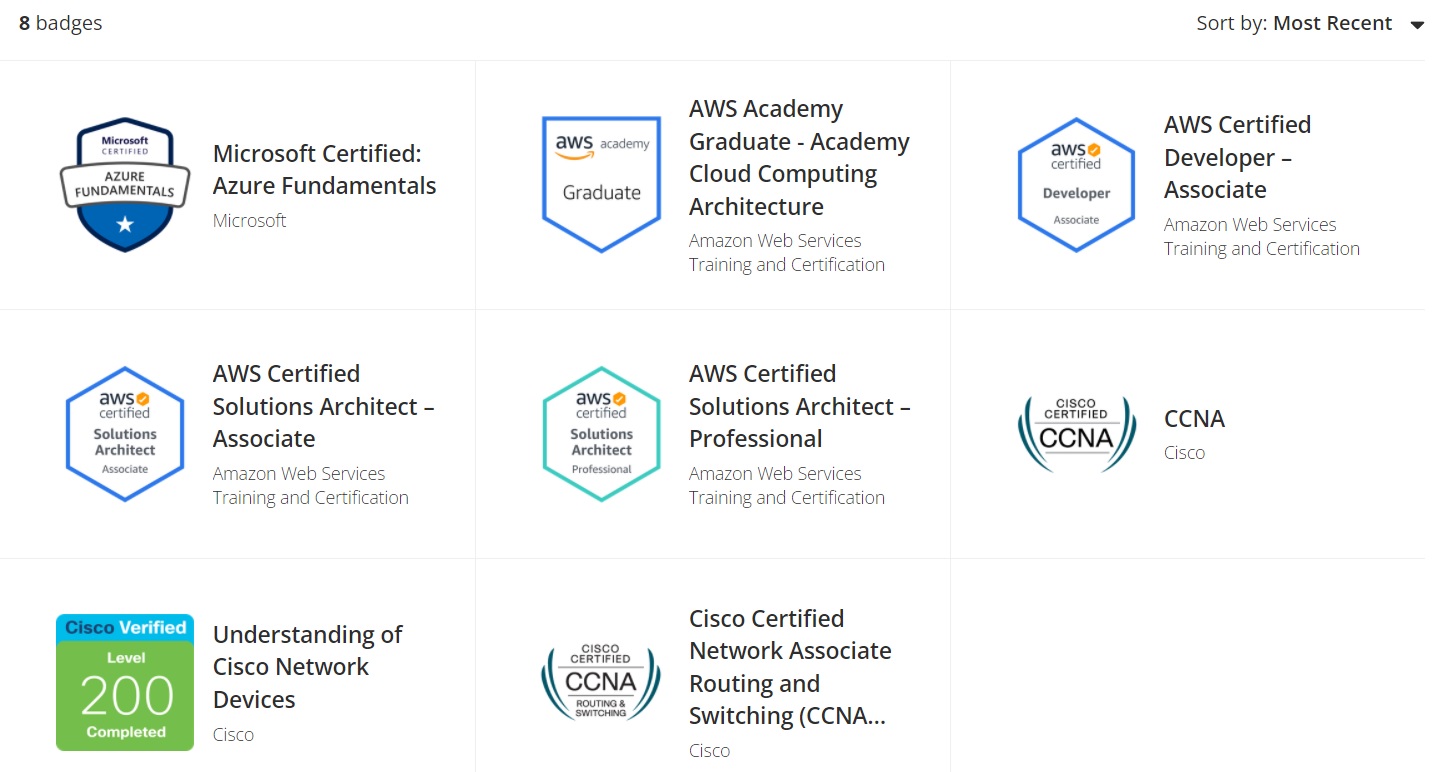 8 badges
Sort by: Most Recent
Microsoft
CERTIFIED
AZURE
FUNDAMENTALS
Microsoft Certified:
Azure Fundamentals
Microsoft
aws academy
Graduate
AWS Academy
Graduate - Academy
Cloud Computing
Architecture
Amazon Web Services
Training and Certification
aws
certified
Developer
Associate
AWS Certified
Developer –
Associate
Amazon Web Services
Training and Certification
aws
certified
Solutions
Architect
Associate
AWS Certified
Solutions Architect –
Associate
Amazon Web Services
Training and Certification
aws
certified
Solutions
Architect
Professional
AWS Certified
Solutions Architect –
Professional
Amazon Web Services
Training and Certification
CISCO
CERTIFIED
CCNA
CCNA
Cisco
Cisco Verified
Level
200
Completed
Understanding of
Cisco Network
Devices
Cisco
CISCO
CERTIFIED
CCNA
ROUTING &
SWITCHING
Cisco Certified
Network Associate
Routing and
Switching (CCNA...
Cisco